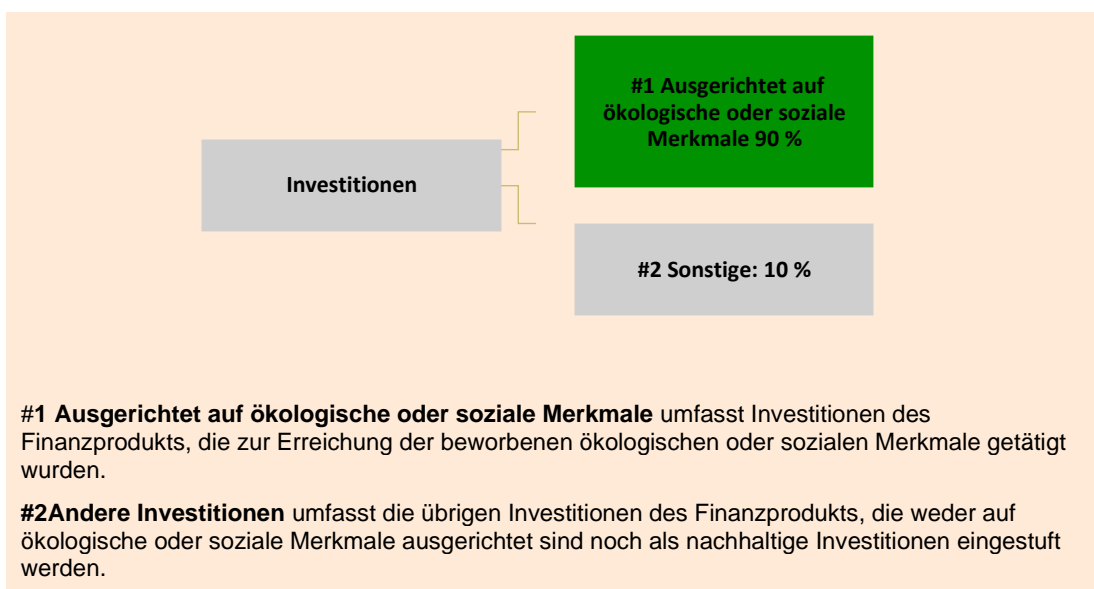 #1 Ausgerichtet auf
ökologische oder soziale
Merkmale 90 %
Investitionen
#2 Sonstige: 10 %
#1 Ausgerichtet auf ökologische oder soziale Merkmale umfasst Investitionen des
Finanzprodukts, die zur Erreichung der beworbenen ökologischen oder sozialen Merkmale getätigt
wurden.
#2Andere Investitionen umfasst die übrigen Investitionen des Finanzprodukts, die weder auf
ökologische oder soziale Merkmale ausgerichtet sind noch als nachhaltige Investitionen eingestuft
werden.